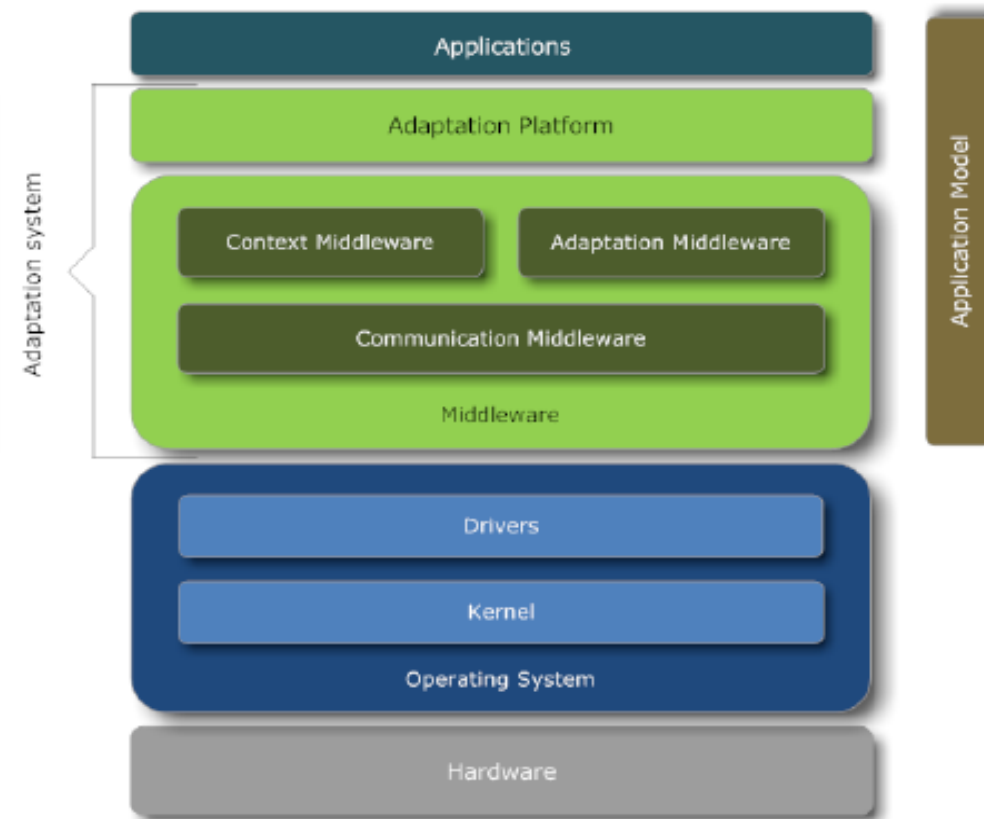 Applications
Adaptation Platform
Adaptation system
Context Middleware
Adaptation Middleware
Communication Middleware
Middleware
Application Model
Drivers
Kernel
Operating System
Hardware